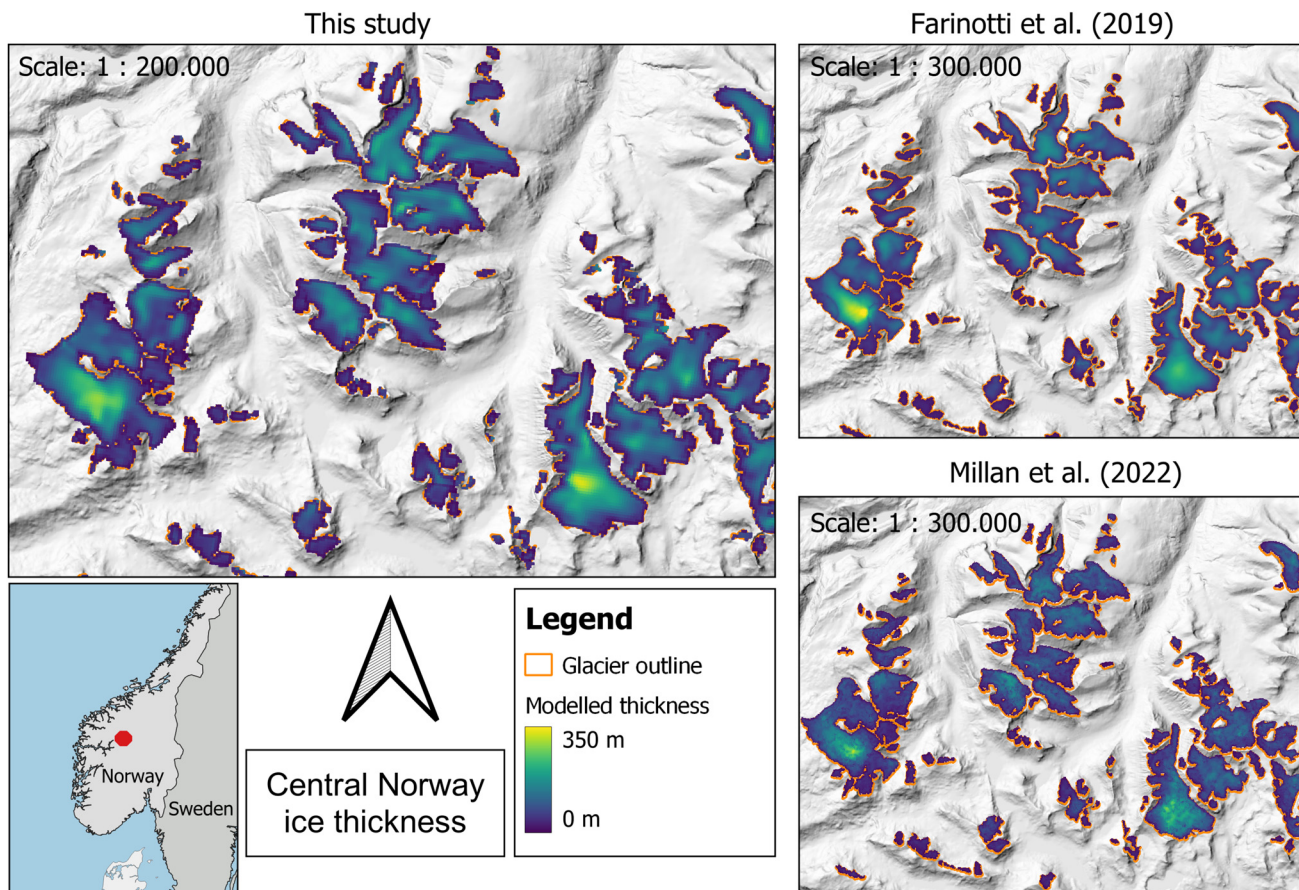 This study
Scale: 1 : 200.000
Farinotti et al. (2019)
Scale: 1 : 300.000
Millan et al. (2022)
Scale: 1 : 300.000
Norway
Sweden
Central Norway
ice thickness
Legend
Glacier outline
Modelled thickness
350 m
0 m